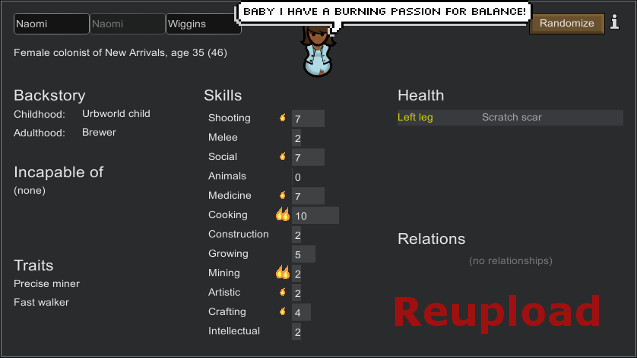 BABY I HAVE A BURNING PASSION FOR BALANCE!
Naomi Naomi Wiggins Randomize i
Female colonist of New Arrivals, age 35 (46)
Backstory
Childhood: Urbworld child
Adulthood: Brewer
Incapable of
(none)
Traits
Precise miner
Fast walker
Skills
Shooting 7
Melee 2
Social 7
Animals 0
Medicine 7
Cooking 10
Construction 2
Growing 5
Mining 2
Artistic 2
Crafting 4
Intellectual 2
Health
Left leg Scratch scar
Relations
(no relationships)
Reupload